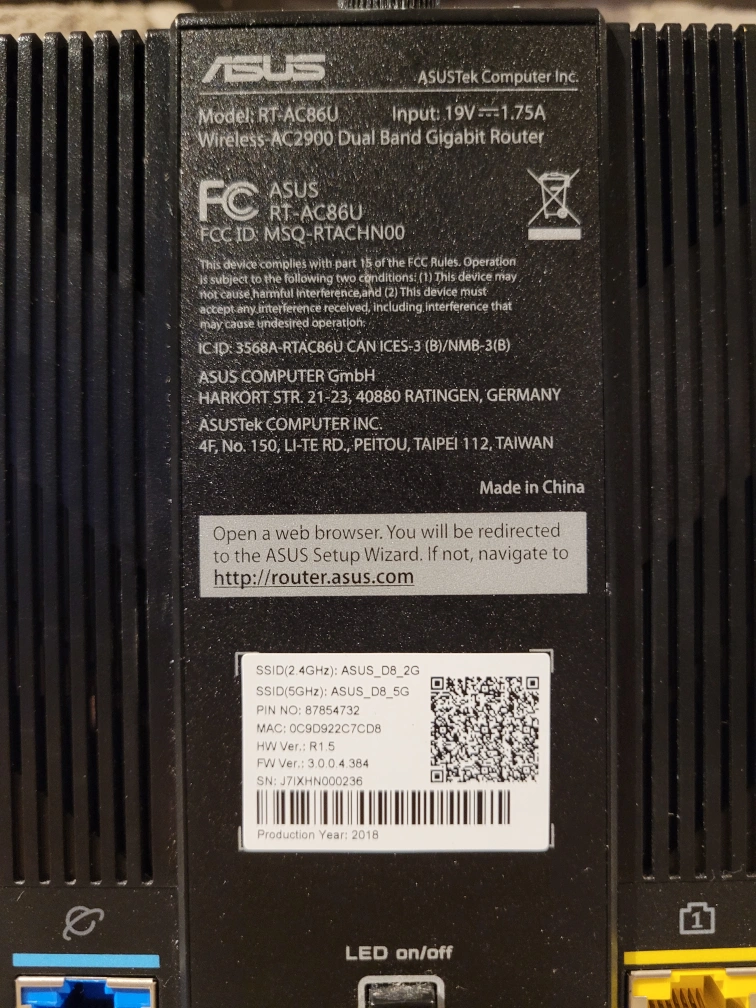 ASUS
ASUSTek Computer Inc.
Model: RT-AC86U Input: 19V⎓1.75A
Wireless-AC2900 Dual Band Gigabit Router
FC ASUS
RT-AC86U
FCC ID: MSQ-RTACHN00
This device complies with part 15 of the FCC Rules. Operation
is subject to the following two conditions: (1) This device may
not cause harmful interference,and (2) This device must
accept any interference received, including interference that
may cause undesired operation.
IC ID: 3568A-RTAC86U CAN ICES-3 (B)/NMB-3(B)
ASUS COMPUTER GmbH
HARKORT STR. 21-23, 40880 RATINGEN, GERMANY
ASUSTek COMPUTER INC.
4F, No. 150, LI-TE RD., PEITOU, TAIPEI 112, TAIWAN
Made in China
Open a web browser. You will be redirected
to the ASUS Setup Wizard. If not, navigate to
http://router.asus.com
SSID(2.4GHz): ASUS_D8_2G
SSID(5GHz): ASUS_D8_5G
PIN NO: 87854732
MAC: 0C9D922C7CD8
HW Ver.: R1.5
FW Ver.: 3.0.0.4.384
SN: J7IXHN000236
Production Year: 2018
1
LED on/off